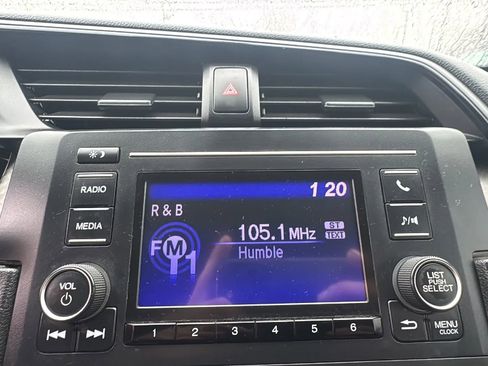 1 20
RADIO
R & B
105.1 MHz
ST
TEXT
MEDIA
FM
1
Humble
VOL
LIST
PUSH
SELECT
1 2 3 4 5 6
MENU
CLOCK